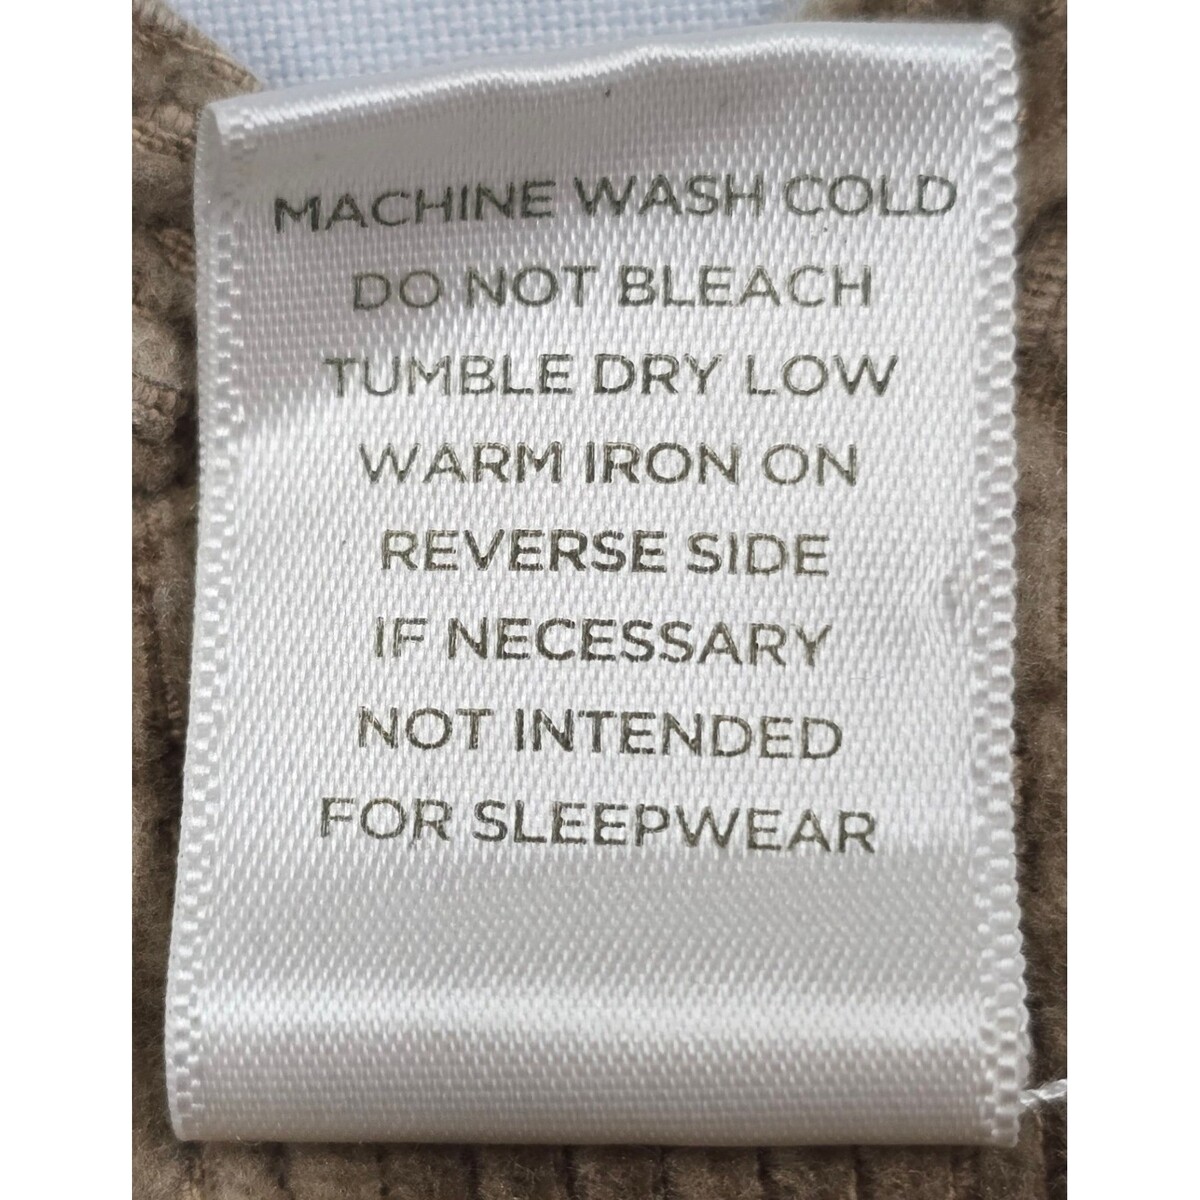 MACHINE WASH COLD
DO NOT BLEACH
TUMBLE DRY LOW
WARM IRON ON
REVERSE SIDE
IF NECESSARY
NOT INTENDED
FOR SLEEPWEAR